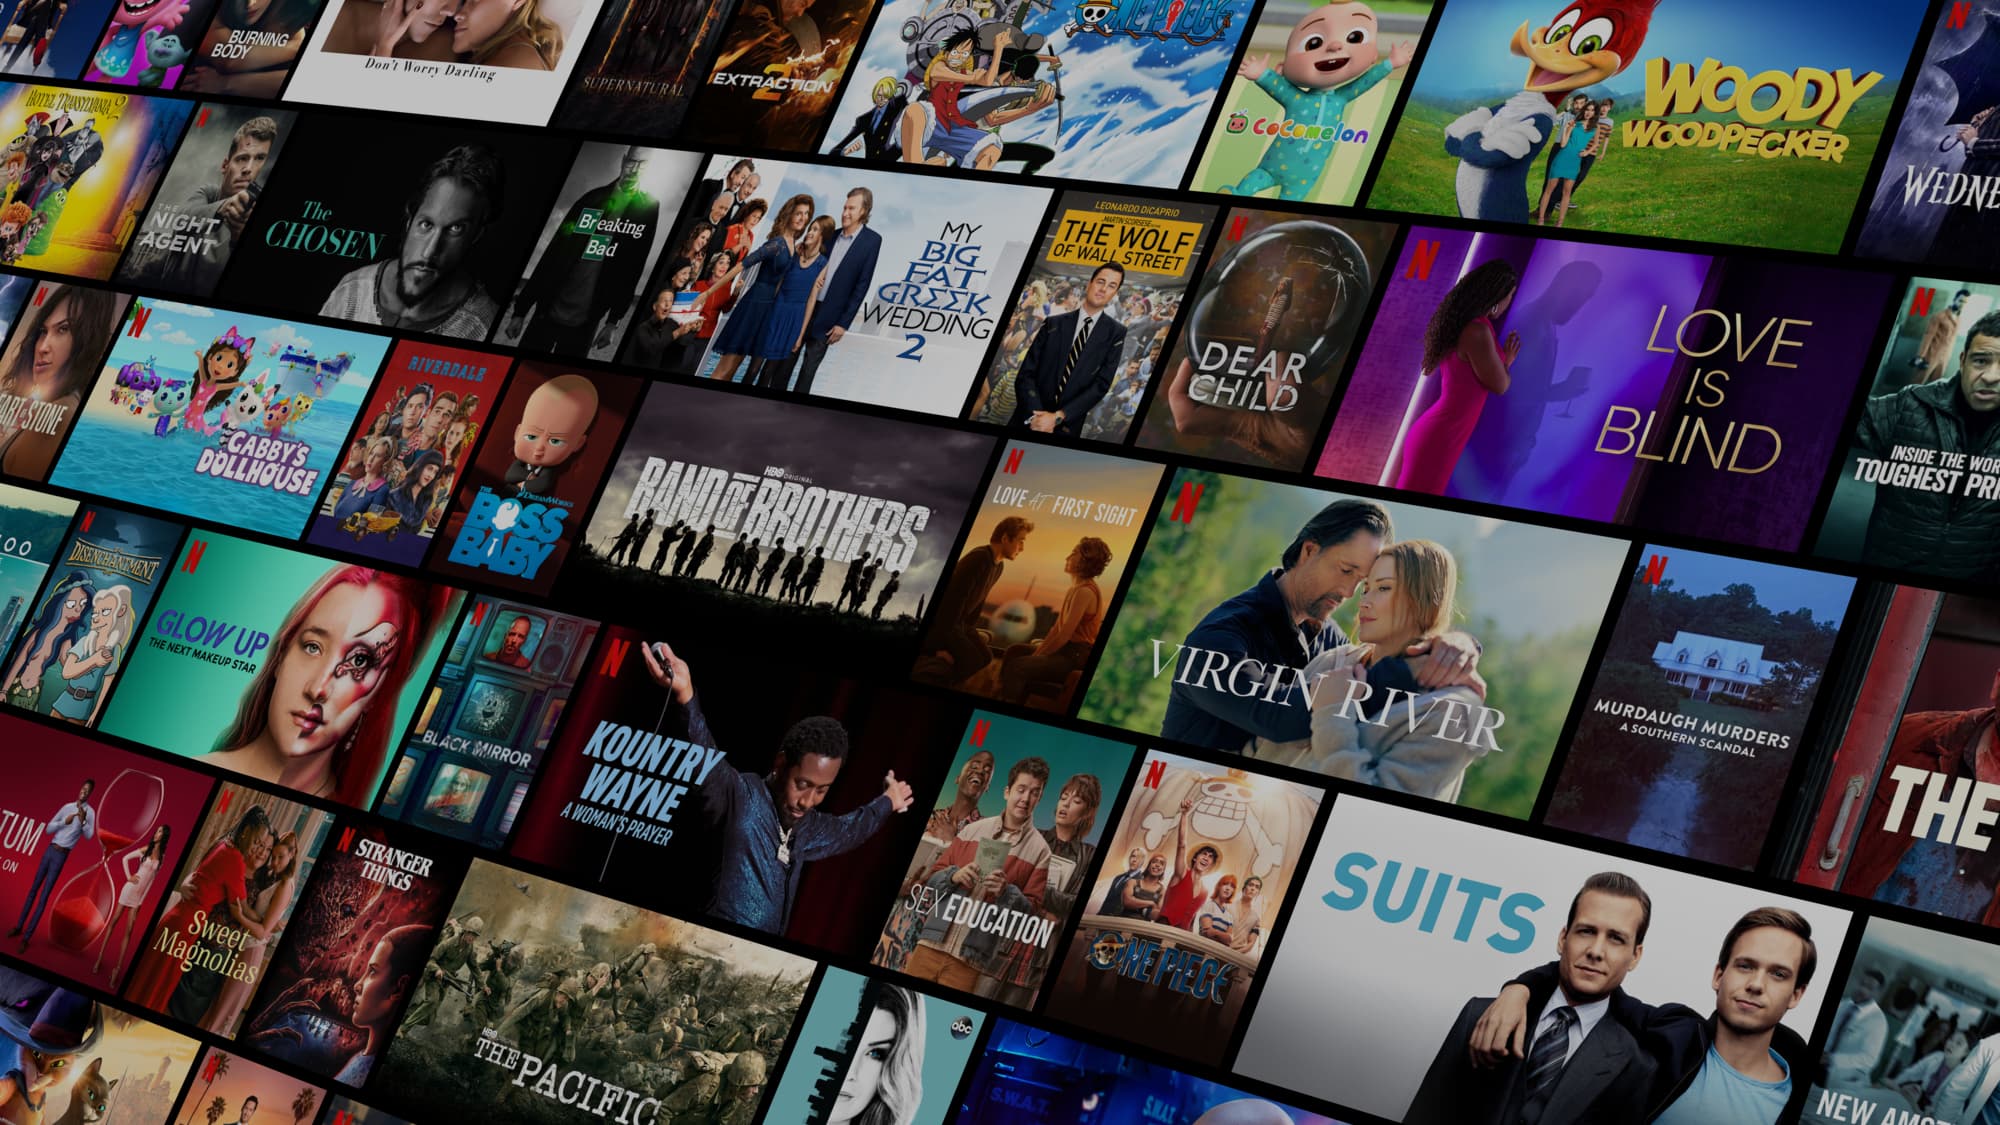 BURNING
BODY
Don't Worry Darling
SUPERNATURAL
EXTRACTION
2
ONE PIECE
CoComelon
WOODY
WOODPECKER
N
HOTEL TRANSYLVANIA 2
N
THE
NIGHT
AGENT
The
CHOSEN
Breaking
Bad
MY
BIG
FAT
GREEK
WEDDING
2
LEONARDO DiCAPRIO
THE WOLF
OF WALL STREET
N
DEAR
CHILD
N
LOVE
IS
BLIND
N
INSIDE THE WOR
TOUGHEST PRI
N
N
GABBY'S
DOLLHOUSE
RIVERDALE
DREAMWORKS
THE
BOSS
BABY
HBO
ORIGINAL
BAND OF BROTHERS
N
LOVE AT FIRST SIGHT
N
VIRGIN RIVER
N
MURDAUGH MURDERS
A SOUTHERN SCANDAL
THE
N
DISENCHANTMENT
N
GLOW UP
THE NEXT MAKEUP STAR
N
BLACK MIRROR
N
KOUNTRY
WAYNE
A WOMAN'S PRAYER
N
SEX EDUCATION
N
ONE PIECE
SUITS
N
Sweet
Magnolias
N
STRANGER
THINGS
HBO
THE PACIFIC
abc
S.W.A.T.
NEW AMST
N